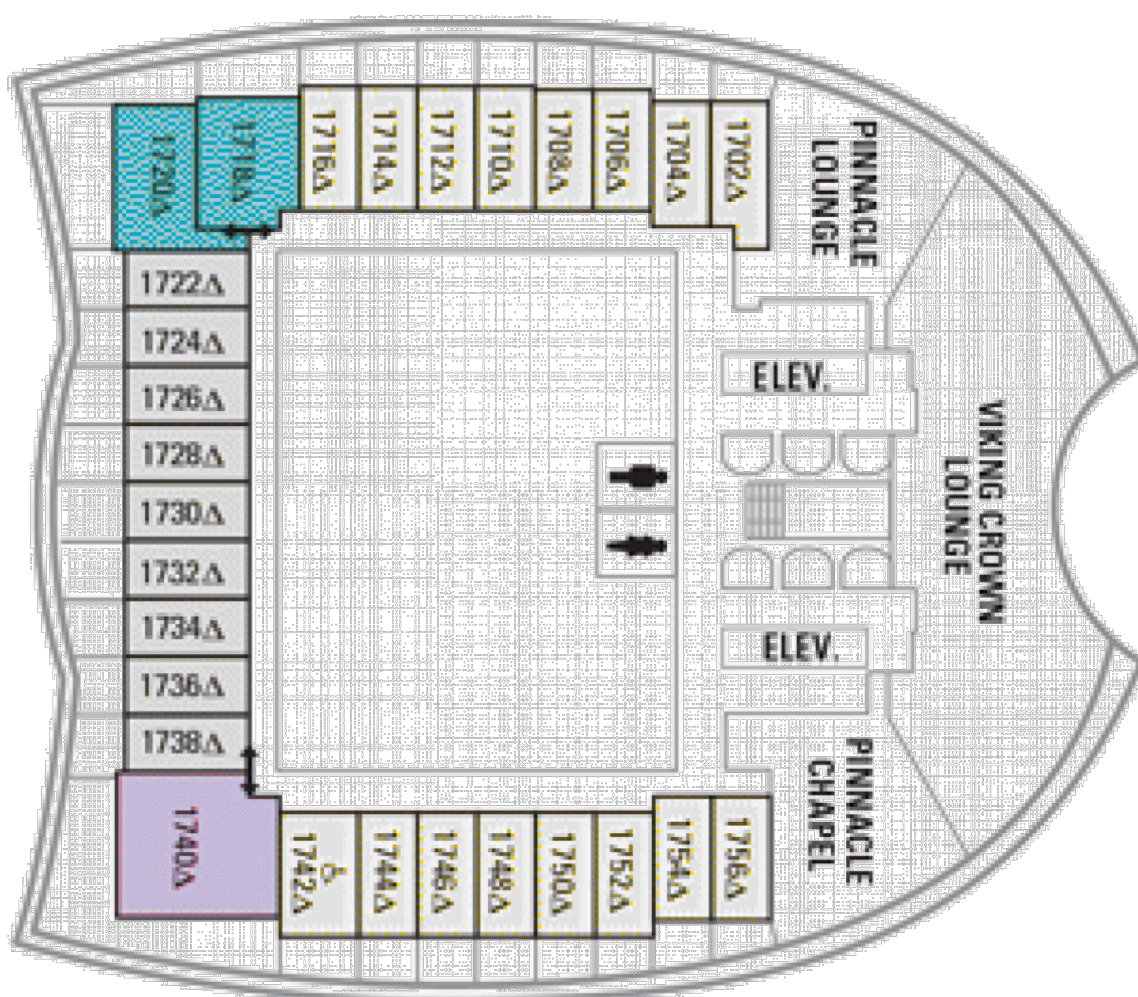 1720Δ
1718Δ
1716Δ
1714Δ
1712Δ
1710Δ
1708Δ
1706Δ
1704Δ
1702Δ
PINNACLE
LOUNGE
1722Δ
1724Δ
1726Δ
1728Δ
1730Δ
1732Δ
1734Δ
1736Δ
1738Δ
ELEV.
VIKING CROWN
LOUNGE
ELEV.
1740Δ
1742Δ
1744Δ
1746Δ
1748Δ
1750Δ
1752Δ
1754Δ
1756Δ
PINNACLE
CHAPEL